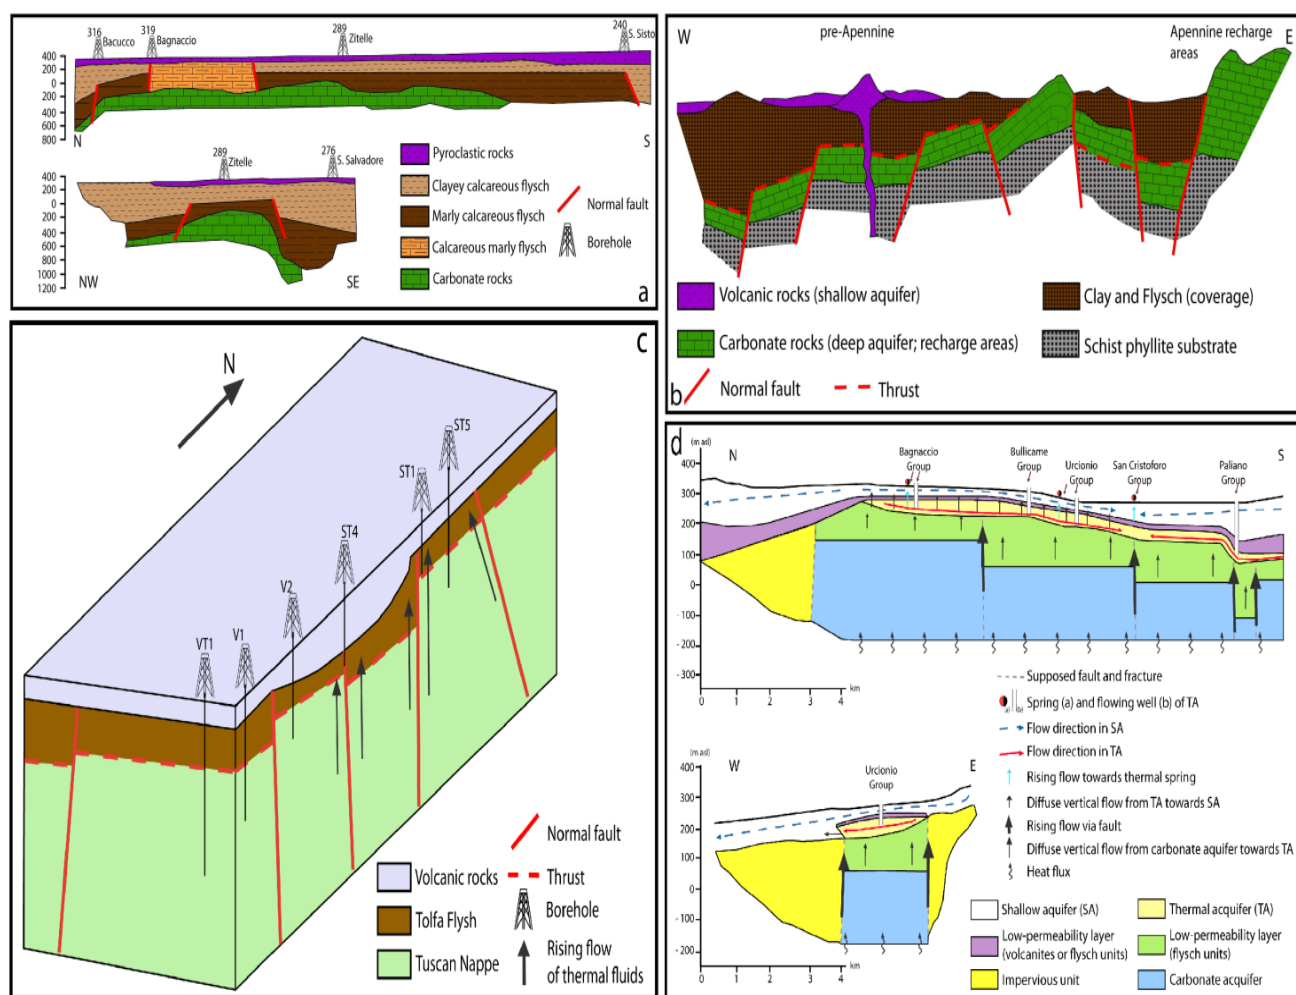 316
Bacucco
319
Bagnaccio
289
Zitelle
240
S. Sisto
400
200
0
200
400
600
800
N
S
289
Zitelle
276
S. Salvadore
400
200
0
200
400
600
800
1000
1200
NW
SE
Pyroclastic rocks
Clayey calcareous flysch
Marly calcareous flysch
Calcareous marly flysch
Carbonate rocks
Normal fault
Borehole
a
W
pre-Apennine
Apennine recharge
areas
E
Volcanic rocks (shallow aquifer)
Clay and Flysch (coverage)
Carbonate rocks (deep aquifer; recharge areas)
Schist phyllite substrate
Normal fault
Thrust
b
c
N
ST5
ST1
ST4
V2
V1
VT1
Normal fault
Volcanic rocks
Thrust
Tolfa Flysh
Borehole
Tuscan Nappe
Rising flow
of thermal fluids
d
(m asl)
N
Bagnaccio
Group
Bullicame
Group
Urcionio
Group
San Cristoforo
Group
Paliano
Group
S
400
300
200
100
0
-100
-200
-300
0
1
2
3
4
km
Supposed fault and fracture
Spring (a) and flowing well (b) of TA
Flow direction in SA
Flow direction in TA
Rising flow towards thermal spring
Diffuse vertical flow from TA towards SA
Rising flow via fault
Diffuse vertical flow from carbonate aquifer towards TA
Heat flux
(m asl)
W
Urcionio
Group
E
400
300
200
100
0
-100
-200
0
1
2
3
4
km
Shallow aquifer (SA)
Thermal acquifer (TA)
Low-permeability layer
(volcanites or flysch units)
Low-permeability layer
(flysch units)
Impervious unit
Carbonate acquifer